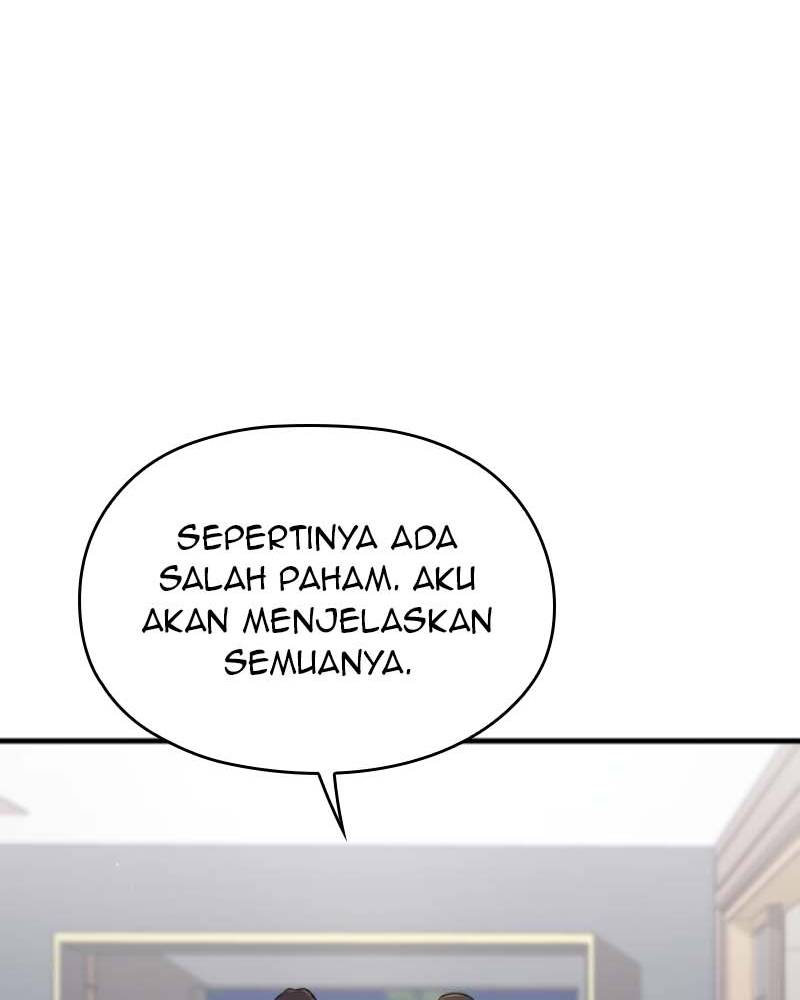 SEPERTINYA ADA
SALAH PAHAM. AKU
AKAN MENJELASKAN
SEMUANYA.